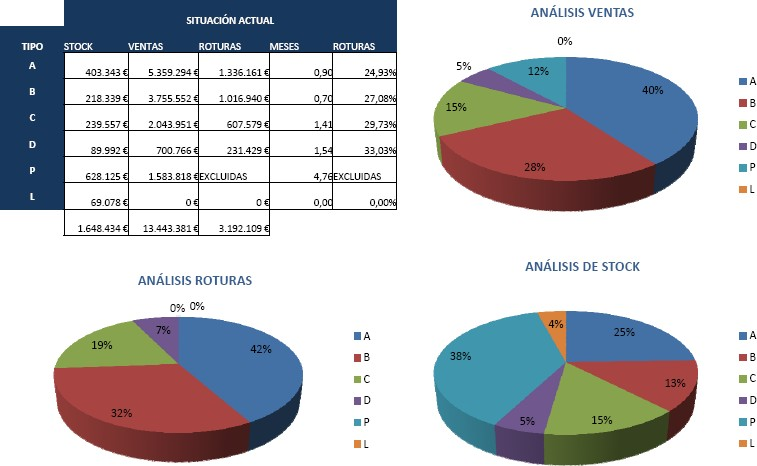 SITUACIÓN ACTUAL
TIPO STOCK VENTAS ROTURAS MESES ROTURAS
A 403.343 € 5.359.294 € 1.336.161 € 0,90 24,93%
B 218.339 € 3.755.552 € 1.016.940 € 0,70 27,08%
C 239.557 € 2.043.951 € 607.579 € 1,41 29,73%
D 89.992 € 700.766 € 231.429 € 1,54 33,03%
P 628.125 € 1.583.818 € EXCLUIDAS 4,76 EXCLUIDAS
L 69.078 € 0 € 0 € 0,00 0,00%
1.648.434 € 13.443.381 € 3.192.109 €
ANÁLISIS VENTAS
0%
5%
12%
40%
15%
28%
A
B
C
D
P
L
ANÁLISIS ROTURAS
0% 0%
7%
19%
42%
32%
A
B
C
D
P
L
ANÁLISIS DE STOCK
4%
25%
38%
13%
5%
15%
A
B
C
D
P
L